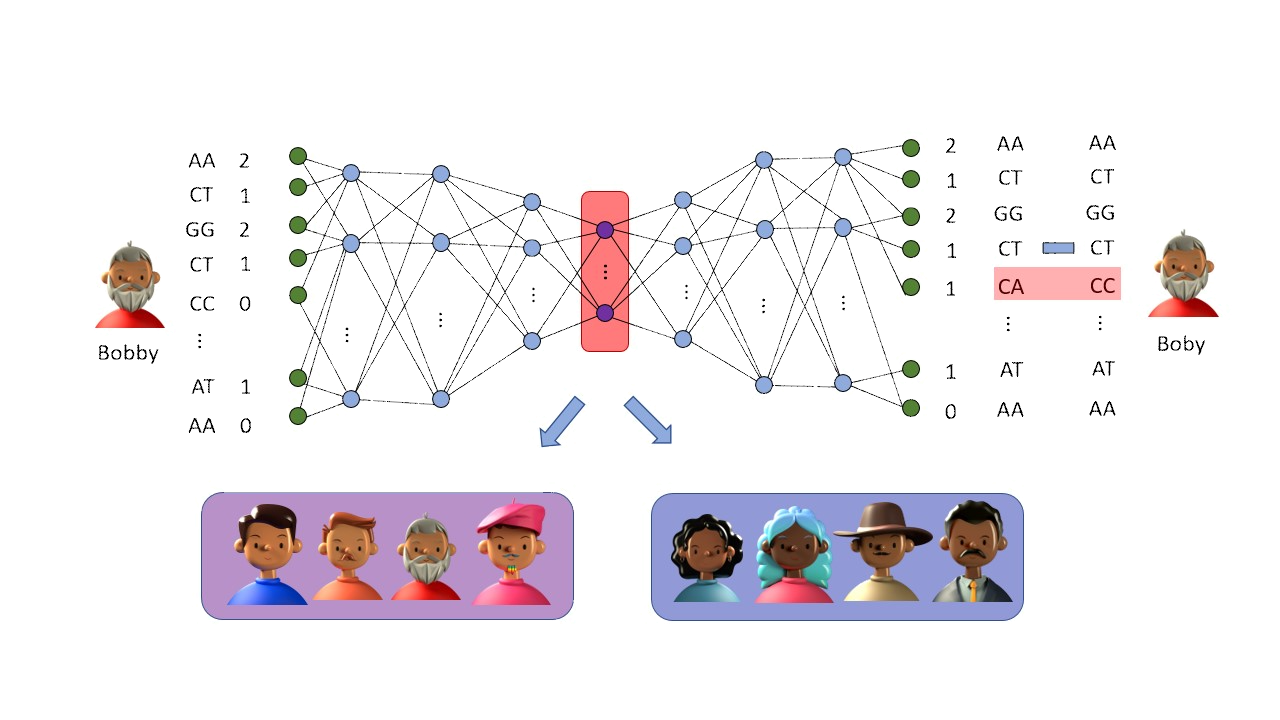 AA 2
CT 1
GG 2
CT 1
CC 0
⋮
AT 1
AA 0
Bobby
⋮
⋮
⋮
⋮
⋮
⋮
⋮
2 AA AA
1 CT CT
2 GG GG
1 CT CT
1 CA CC
⋮ ⋮
1 AT AT
0 AA AA
Boby